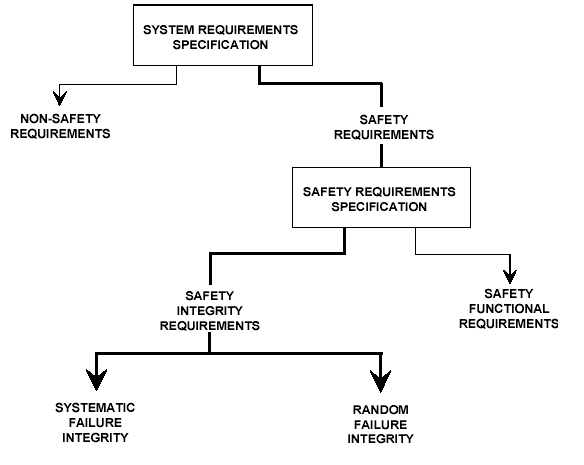 SYSTEM REQUIREMENTS
SPECIFICATION
NON-SAFETY
REQUIREMENTS
SAFETY
REQUIREMENTS
SAFETY REQUIREMENTS
SPECIFICATION
SAFETY
INTEGRITY
REQUIREMENTS
SAFETY
FUNCTIONAL
REQUIREMENTS
SYSTEMATIC
FAILURE
INTEGRITY
RANDOM
FAILURE
INTEGRITY